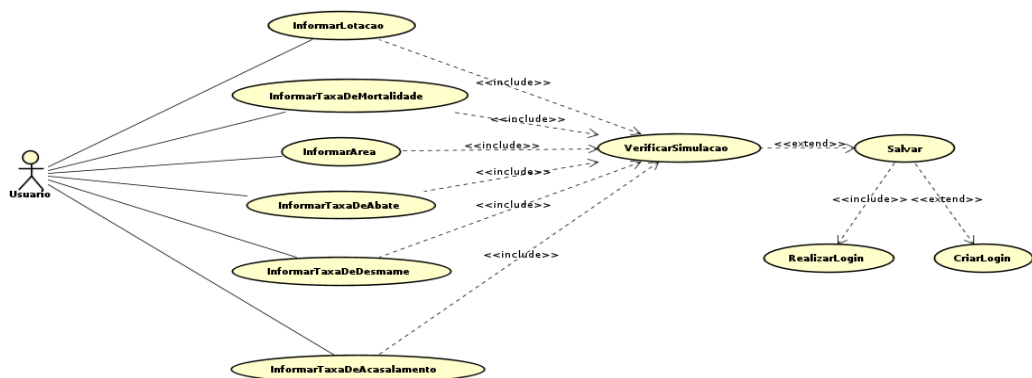 InformarLotacao
<<include>>
InformarTaxaDeMortalidade
<<include>>
InformarArea
<<include>>
VerificarSimulacao
<<extend>>
Salvar
<<include>>
Usuario
InformarTaxaDeAbate
<<include>>
<<include>>
<<extend>>
<<include>>
InformarTaxaDeDesmame
RealizarLogin
CriarLogin
InformarTaxaDeAcasalamento